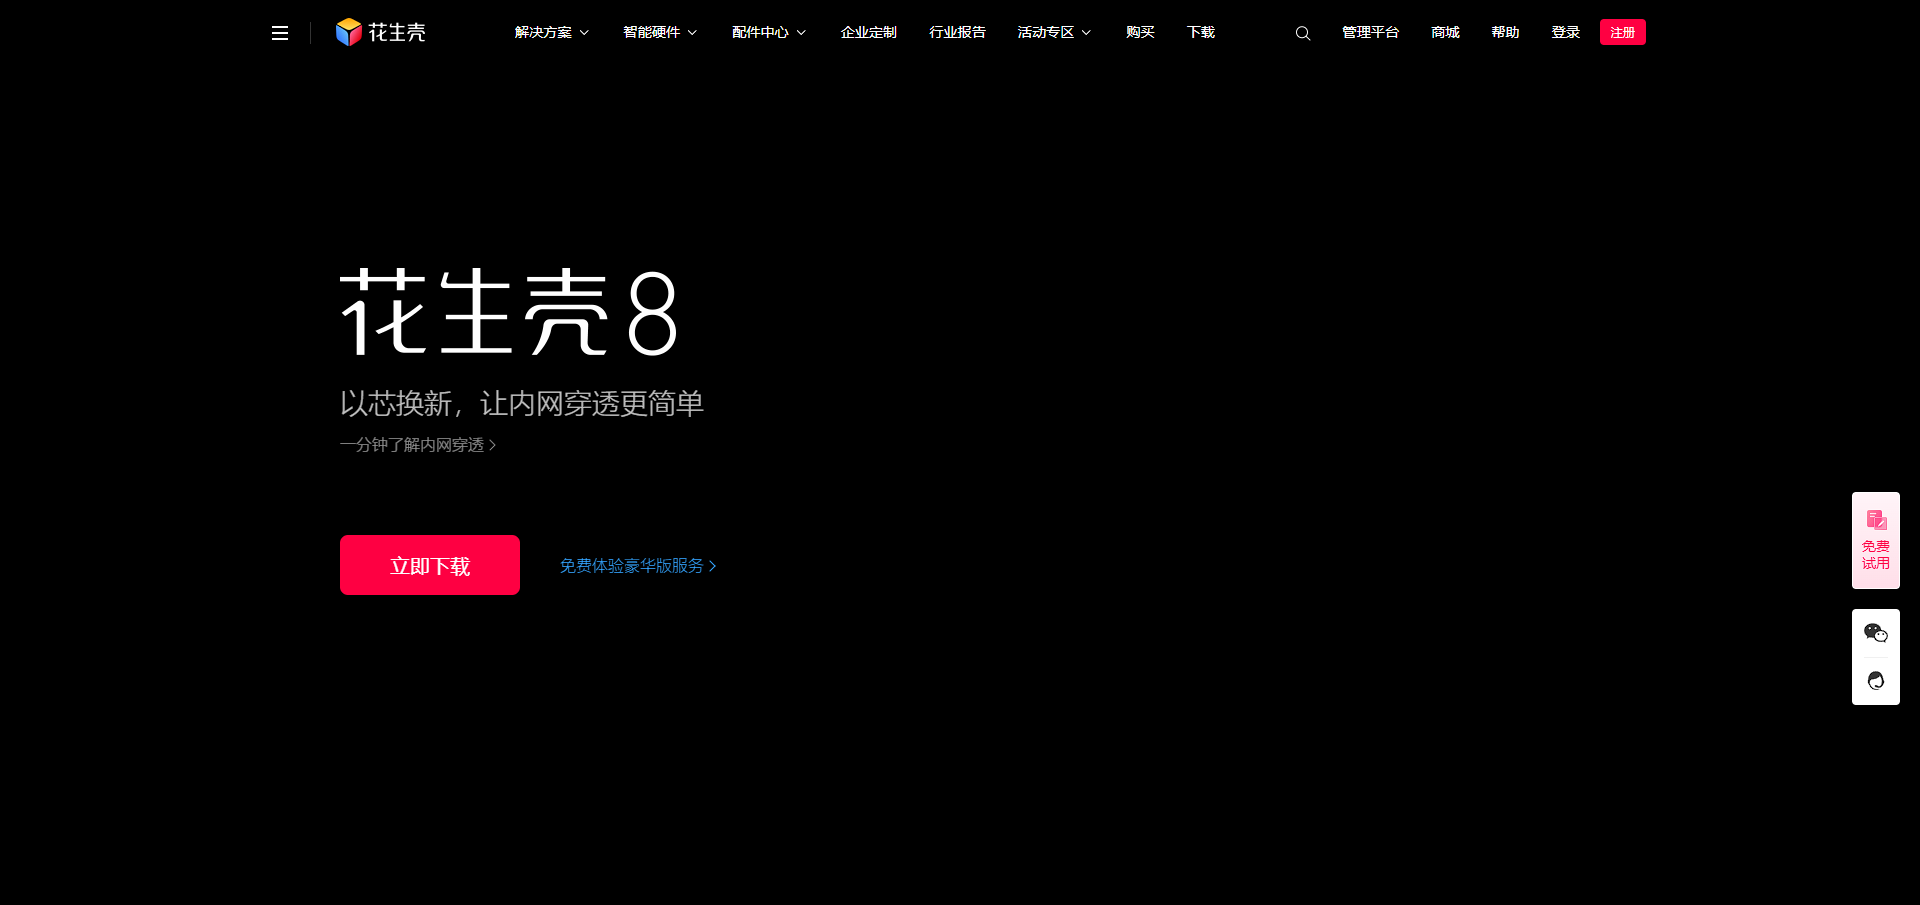 花生壳
解决方案
智能硬件
配件中心
企业定制
行业报告
活动专区
购买
下载
管理平台
商城
帮助
登录
注册
花生壳8
以芯换新，让内网穿透更简单
一分钟了解内网穿透
立即下载
免费体验豪华版服务
免费
试用